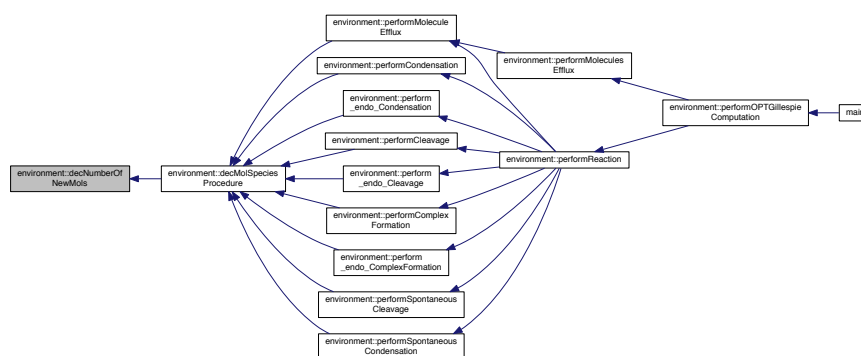 environment::performMolecule
Efflux
environment::performMolecules
Efflux
environment::performCondensation
environment::perform
_endo_Condensation
environment::performOPTGillespie
Computation
main
environment::performCleavage
environment::performReaction
environment::decNumberOf
NewMols
environment::decMolSpecies
Procedure
environment::perform
_endo_Cleavage
environment::performComplex
Formation
environment::perform
_endo_ComplexFormation
environment::performSpontaneous
Cleavage
environment::performSpontaneous
Condensation